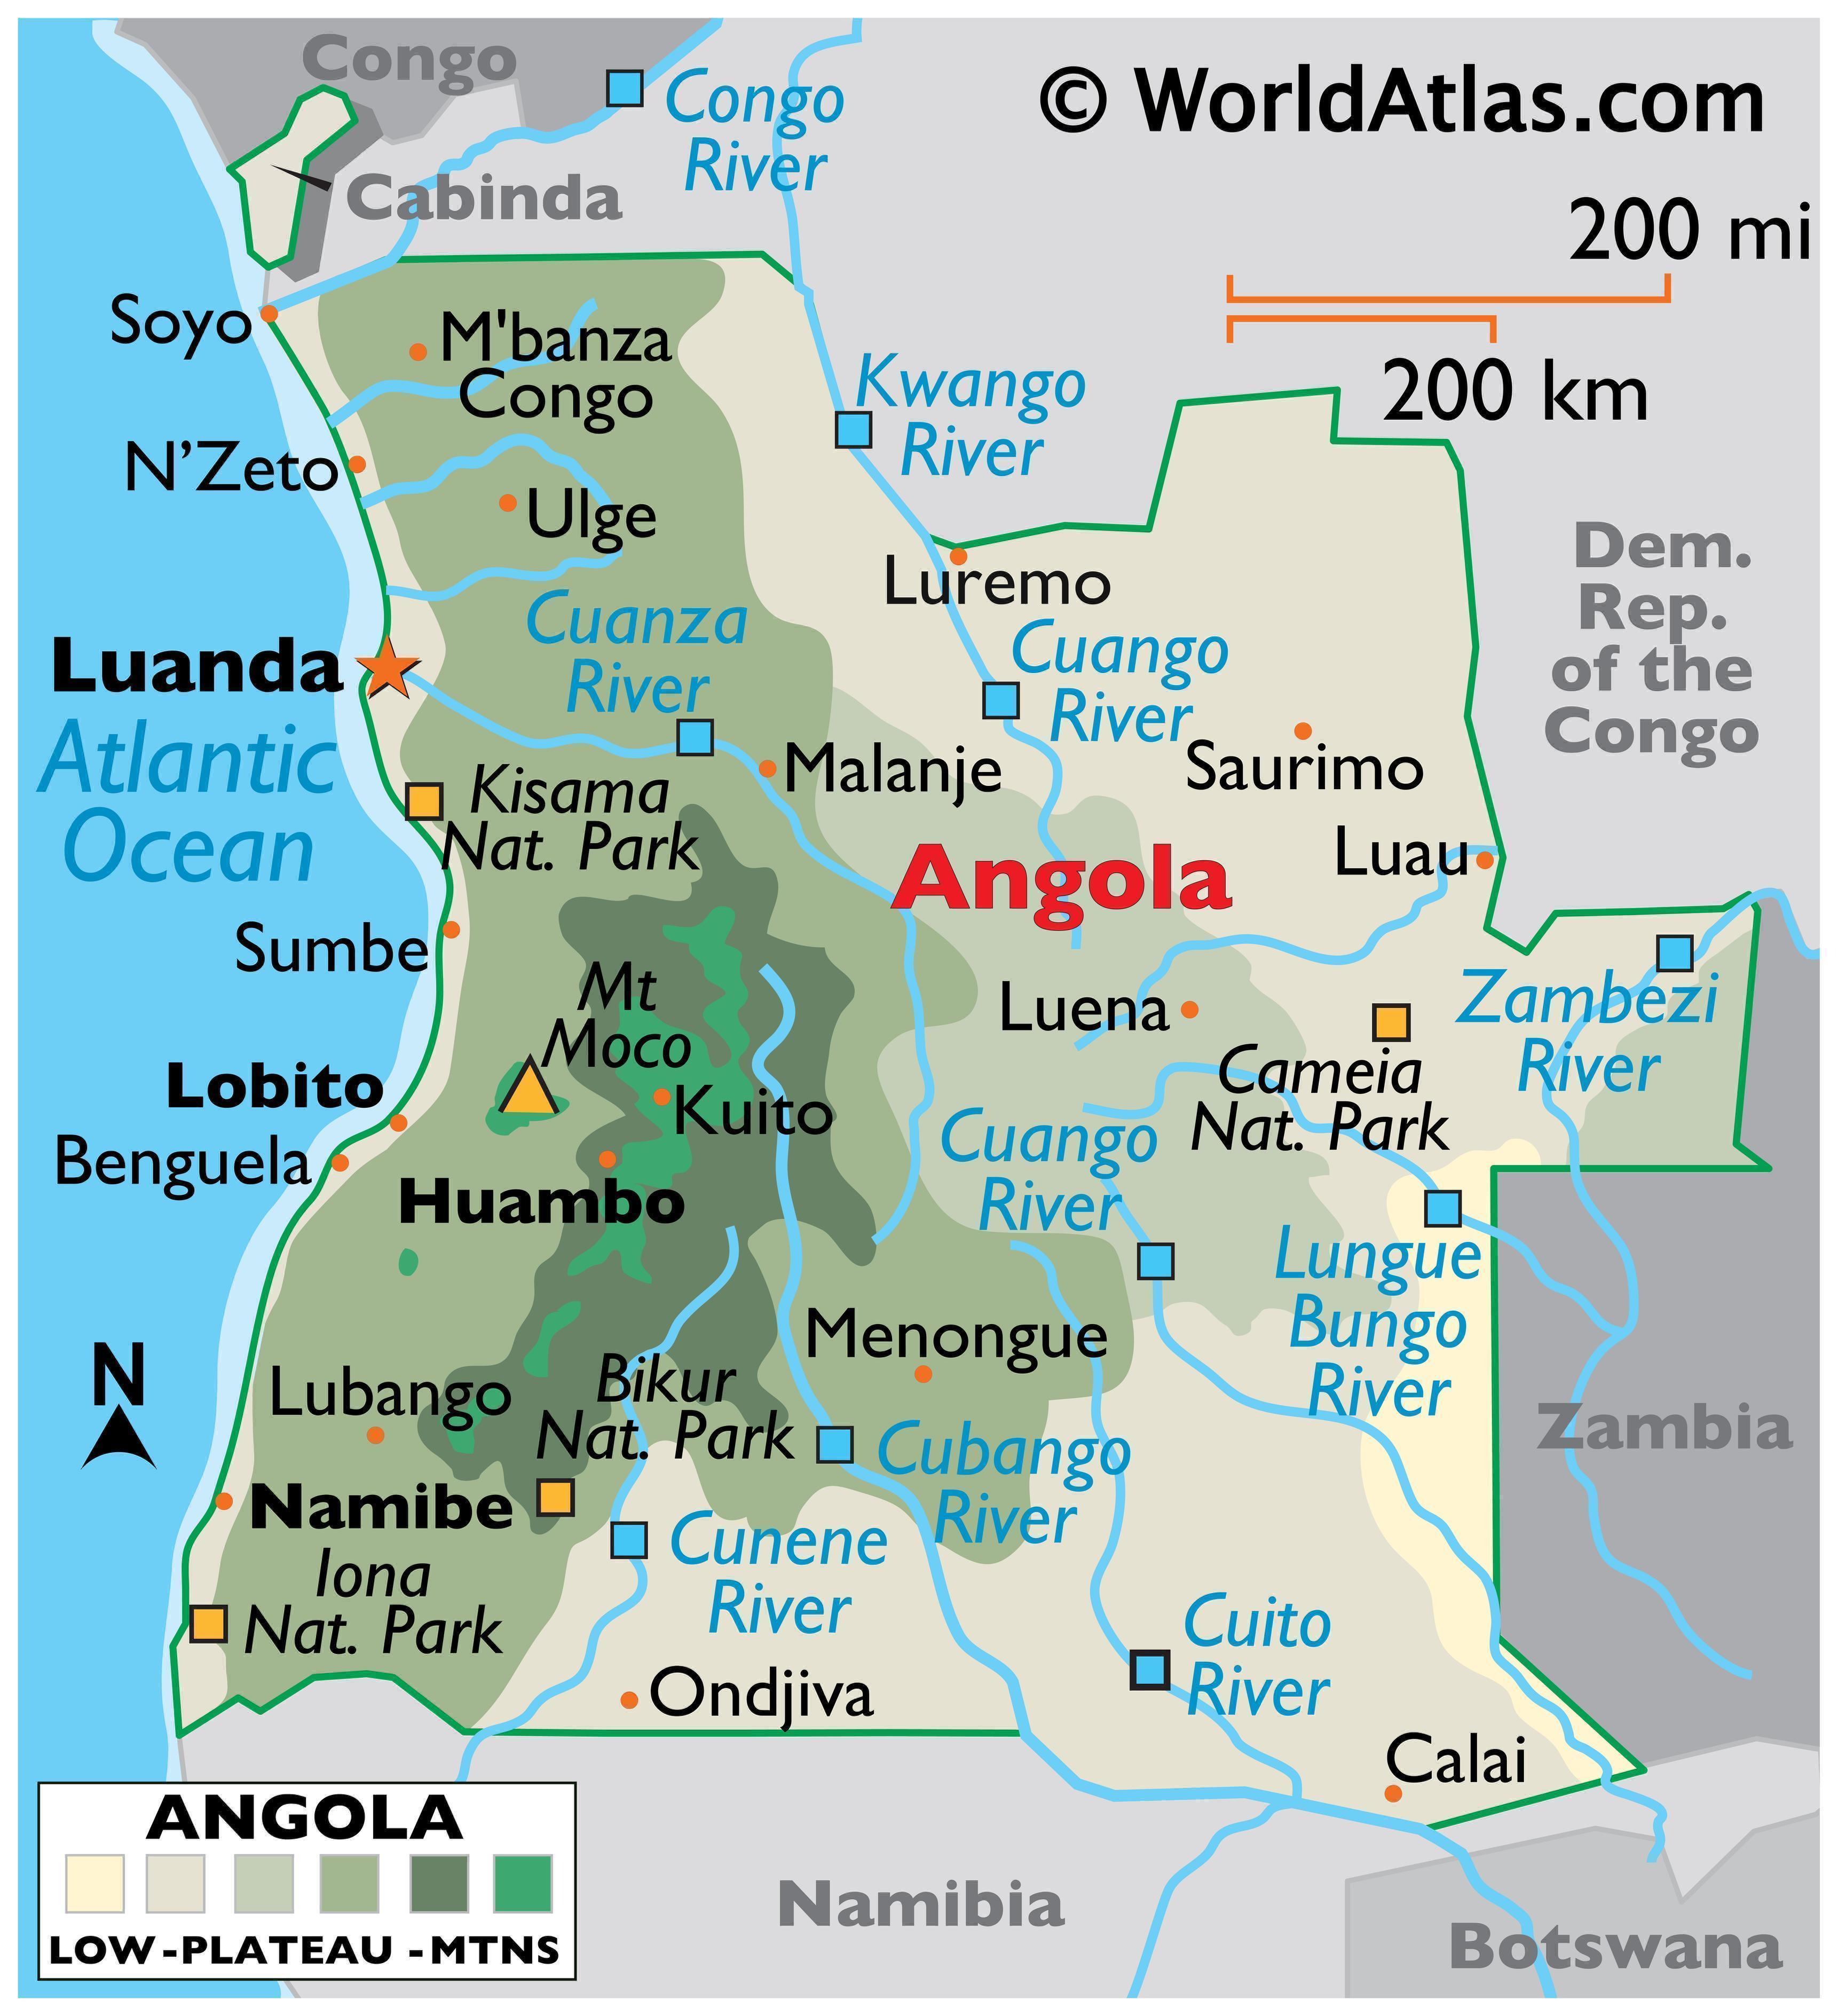 Congo
Congo
River
© WorldAtlas.com
Cabinda
200 mi
200 km
Soyo
M'banza
Congo
Kwango
River
N’Zeto
Ulge
Dem.
Rep.
of the
Congo
Luremo
Cuanza
River
Cuango
River
Luanda
Atlantic
Ocean
Malanje
Saurimo
Kisama
Nat. Park
Angola
Luau
Sumbe
Mt
Moco
Luena
Zambezi
River
Cameia
Nat. Park
Lobito
Kuito
Benguela
Cuango
River
Huambo
Lungue
Bungo
River
Menongue
N
Lubango
Bikur
Nat. Park
Cubango
River
Zambia
Namibe
Cunene
River
Iona
Nat. Park
Cuito
River
Ondjiva
Calai
ANGOLA
LOW -PLATEAU -MTNS
Namibia
Botswana